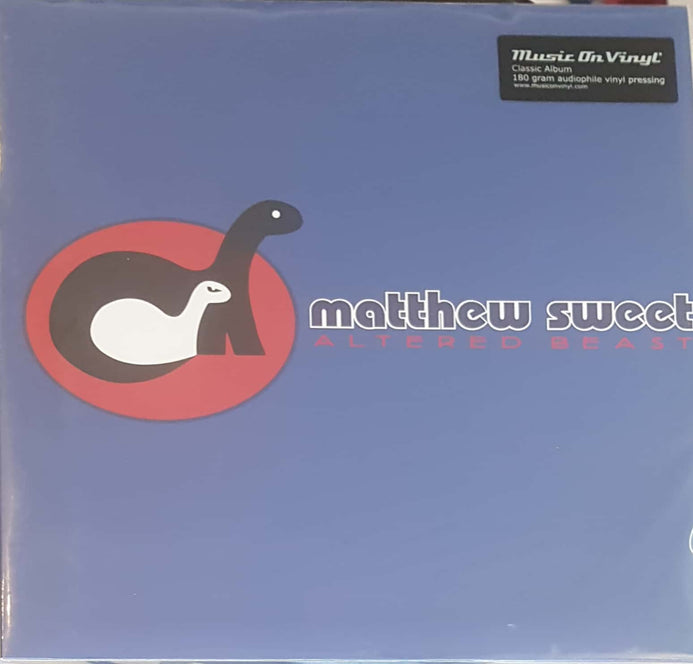 Music On Vinyl
Classic Album
180 gram audiophile vinyl pressing
www.musiconvinyl.com
matthew sweet
ALTERED BEAST